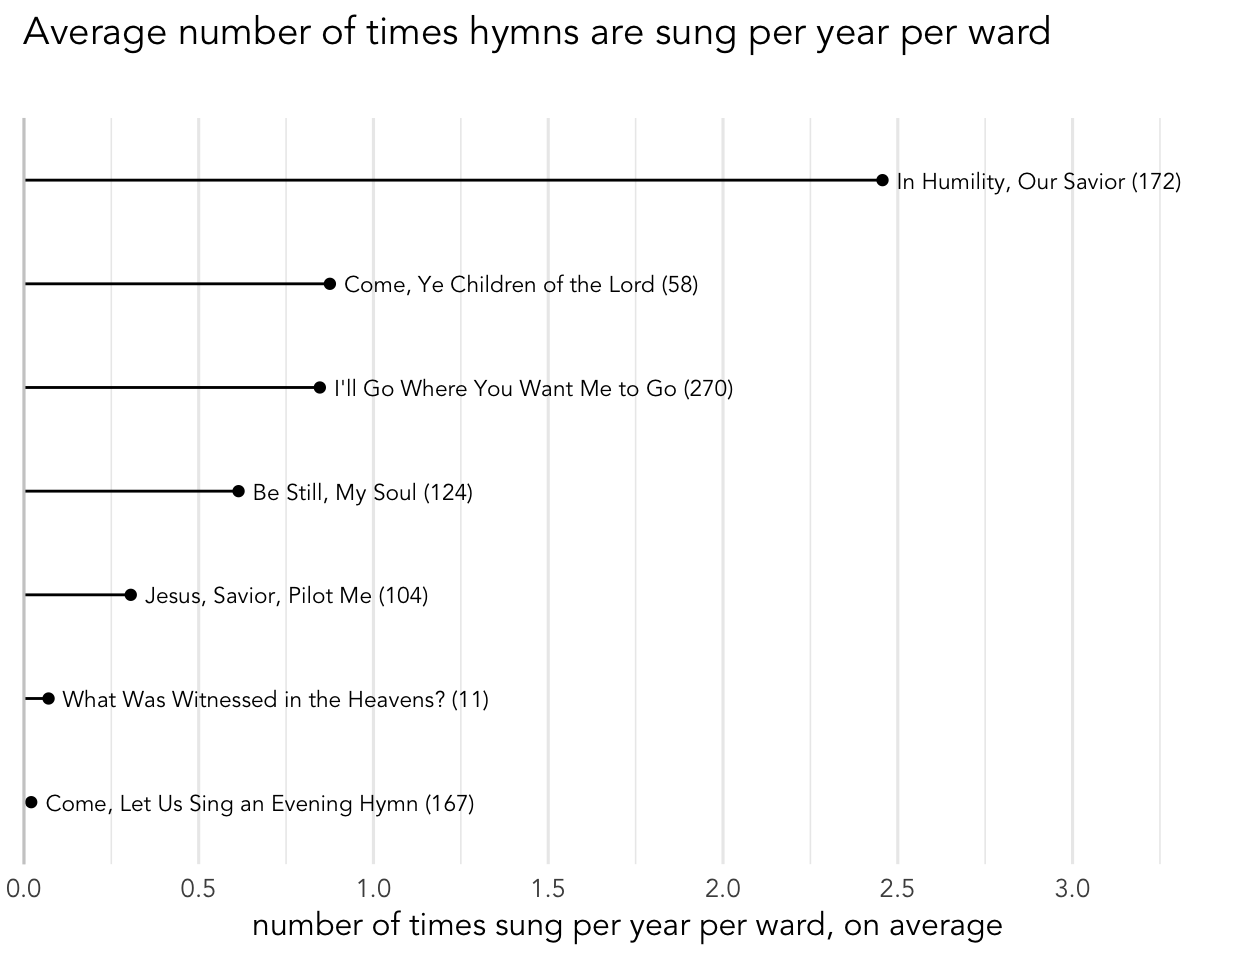 Average number of times hymns are sung per year per ward
In Humility, Our Savior (172)
Come, Ye Children of the Lord (58)
I'll Go Where You Want Me to Go (270)
Be Still, My Soul (124)
Jesus, Savior, Pilot Me (104)
What Was Witnessed in the Heavens? (11)
Come, Let Us Sing an Evening Hymn (167)
0.0 0.5 1.0 1.5 2.0 2.5 3.0
number of times sung per year per ward, on average